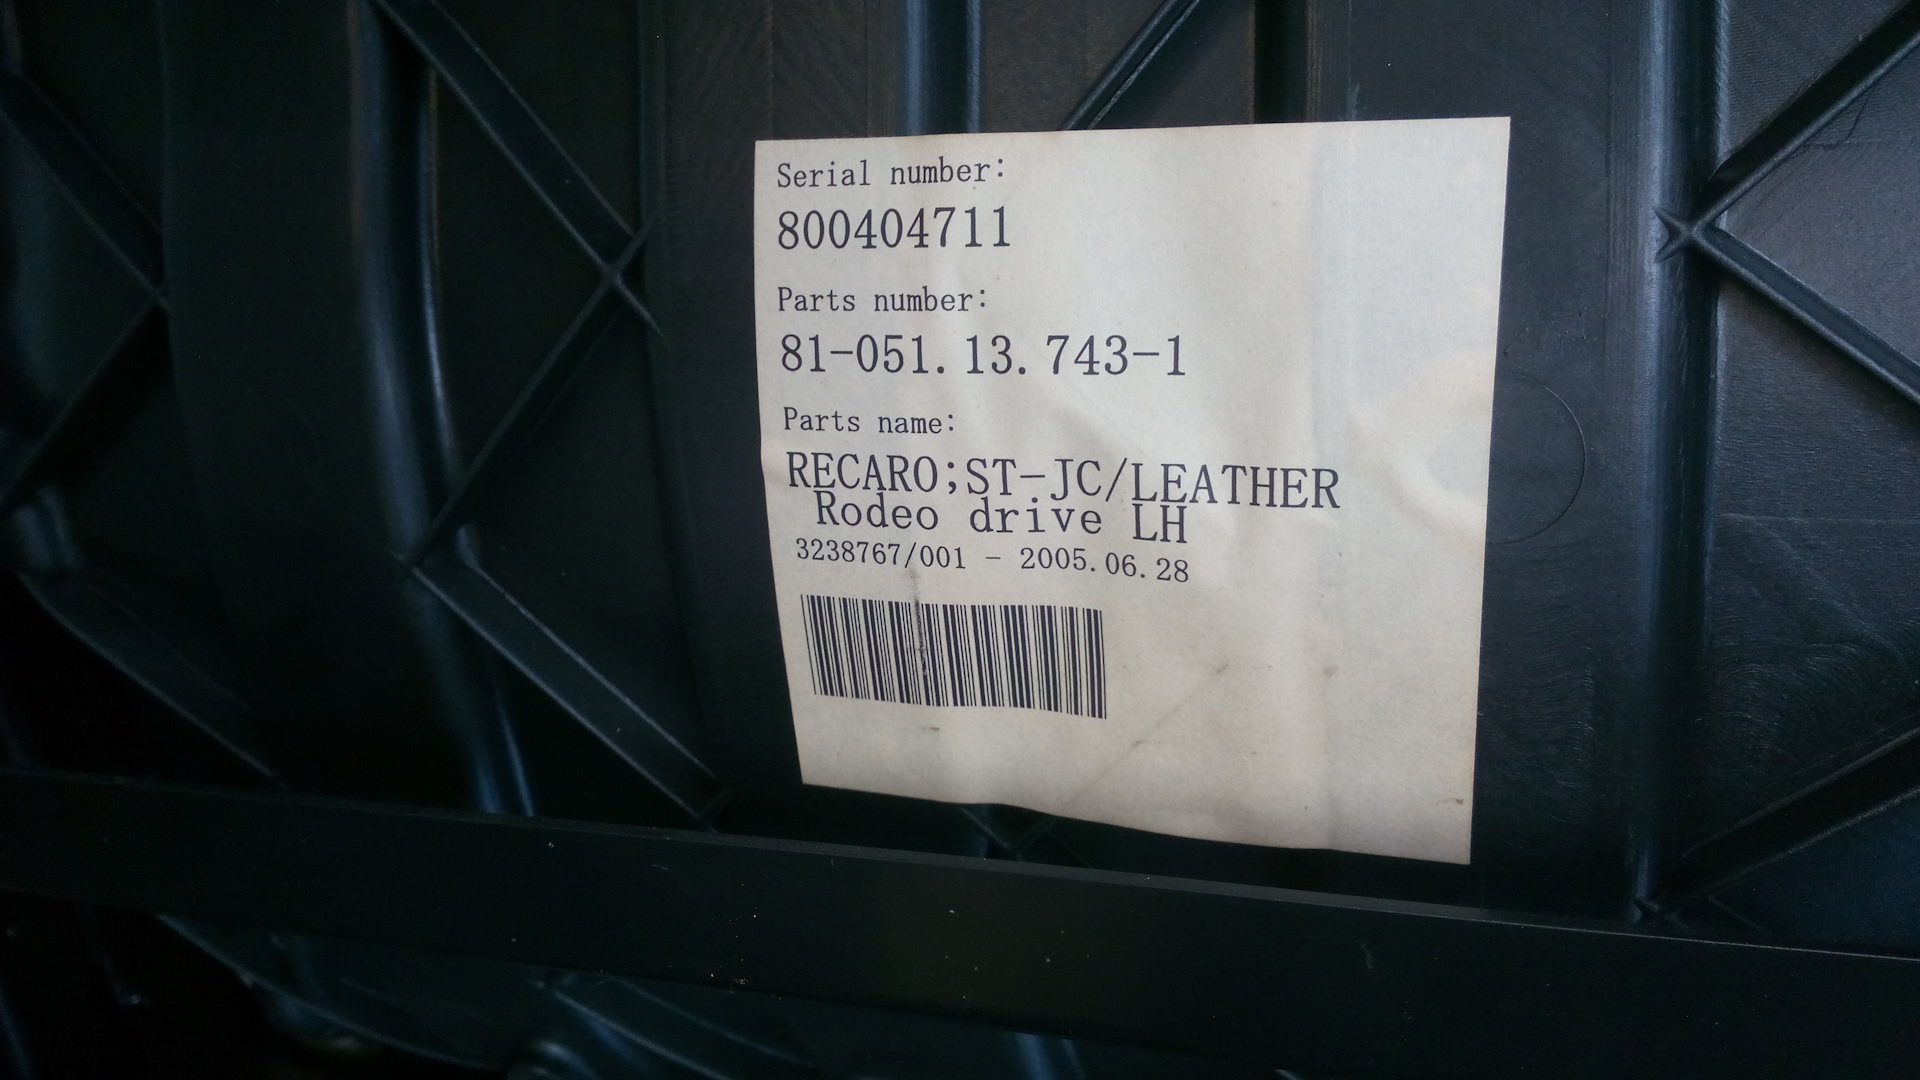 Serial number:
800404711
Parts number:
81-051.13.743-1
Parts name:
RECARO;ST-JC/LEATHER
Rodeo drive LH
3238767/001 - 2005.06.28